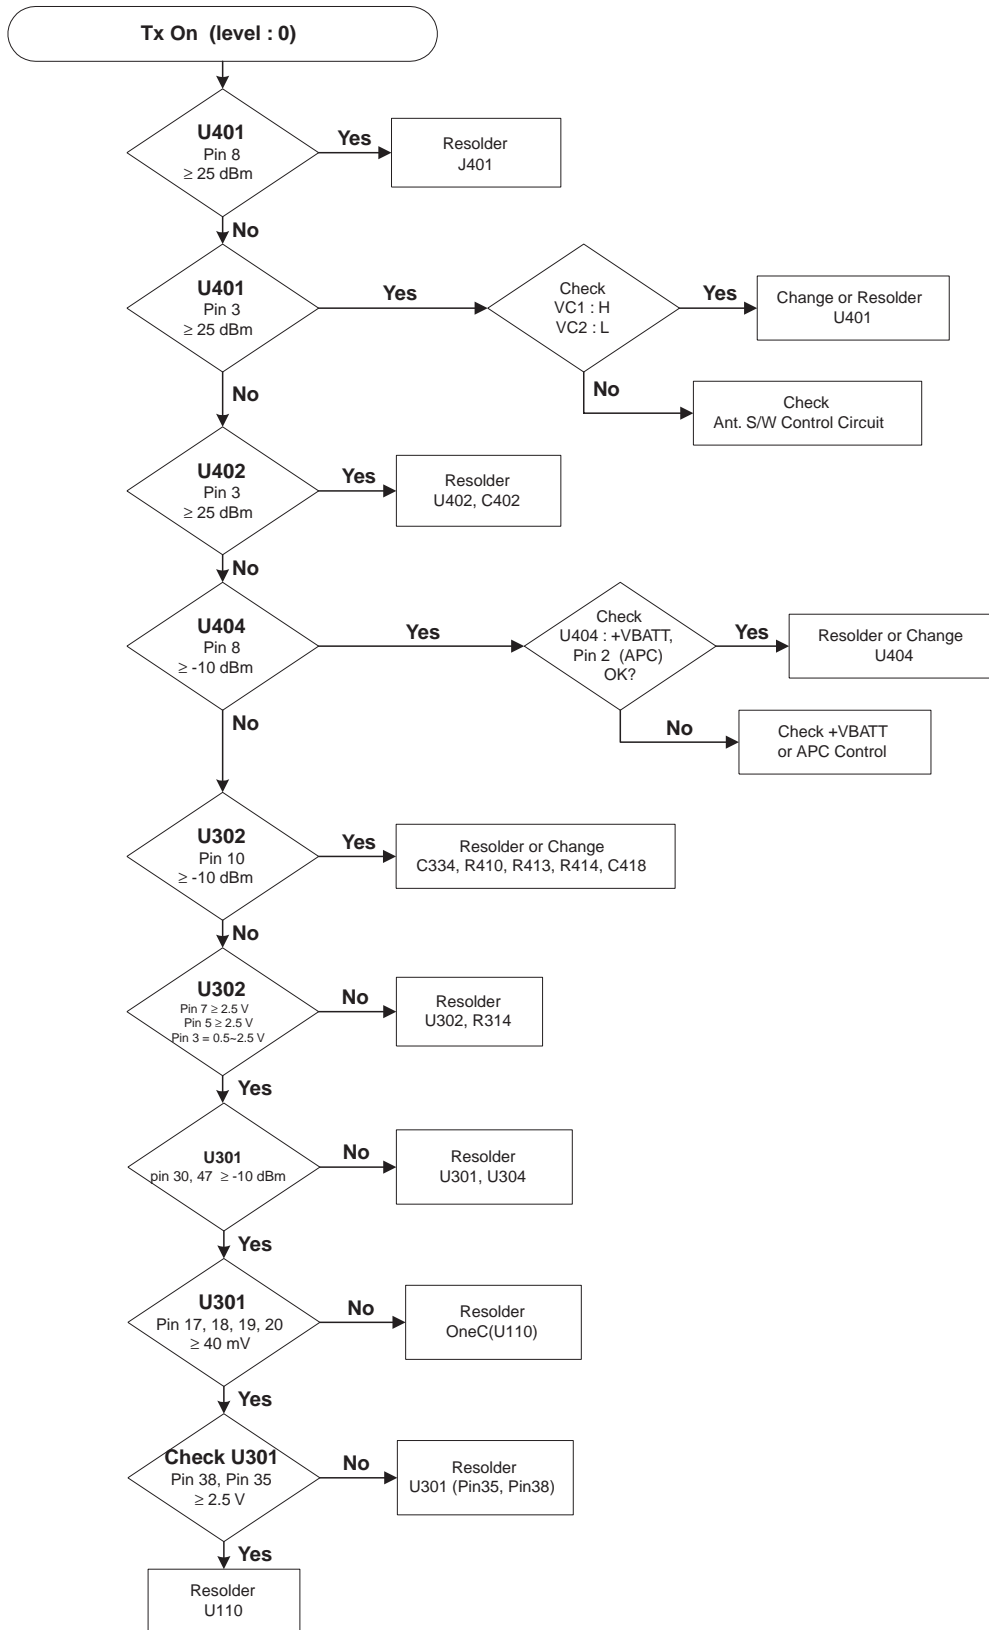 Tx On (level : 0)
U401
Pin 8
≥ 25 dBm
Yes
Resolder
J401
No
U401
Pin 3
≥ 25 dBm
Yes
Check
VC1 : H
VC2 : L
Yes
Change or Resolder
U401
No
Check
Ant. S/W Control Circuit
No
U402
Pin 3
≥ 25 dBm
Yes
Resolder
U402, C402
No
U404
Pin 8
≥ -10 dBm
Yes
Check
U404 : +VBATT,
Pin 2 (APC)
OK?
Yes
Resolder or Change
U404
No
Check +VBATT
or APC Control
No
U302
Pin 10
≥ -10 dBm
Yes
Resolder or Change
C334, R410, R413, R414, C418
No
U302
Pin 7 ≥ 2.5 V
Pin 5 ≥ 2.5 V
Pin 3 = 0.5~2.5 V
No
Resolder
U302, R314
Yes
U301
pin 30, 47 ≥ -10 dBm
No
Resolder
U301, U304
Yes
U301
Pin 17, 18, 19, 20
≥ 40 mV
No
Resolder
OneC(U110)
Yes
Check U301
Pin 38, Pin 35
≥ 2.5 V
No
Resolder
U301 (Pin35, Pin38)
Yes
Resolder
U110